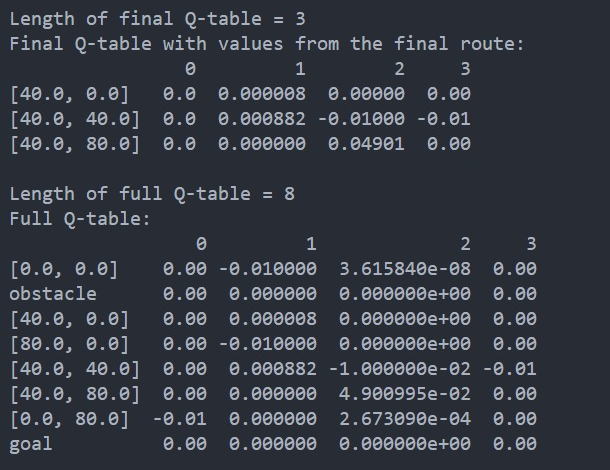 Length of final Q-table = 3
Final Q-table with values from the final route:
                  0         1        2     3
[40.0, 0.0]   0.0  0.000008  0.00000  0.00
[40.0, 40.0]  0.0  0.000882 -0.01000 -0.01
[40.0, 80.0]  0.0  0.000000  0.04901  0.00

Length of full Q-table = 8
Full Q-table:
                 0         1             2     3
[0.0, 0.0]    0.00 -0.010000  3.615840e-08  0.00
obstacle      0.00  0.000000  0.000000e+00  0.00
[40.0, 0.0]   0.00  0.000008  0.000000e+00  0.00
[80.0, 0.0]   0.00 -0.010000  0.000000e+00  0.00
[40.0, 40.0]  0.00  0.000882 -1.000000e-02 -0.01
[40.0, 80.0]  0.00  0.000000  4.900995e-02  0.00
[0.0, 80.0]  -0.01  0.000000  2.673090e-04  0.00
goal          0.00  0.000000  0.000000e+00  0.00